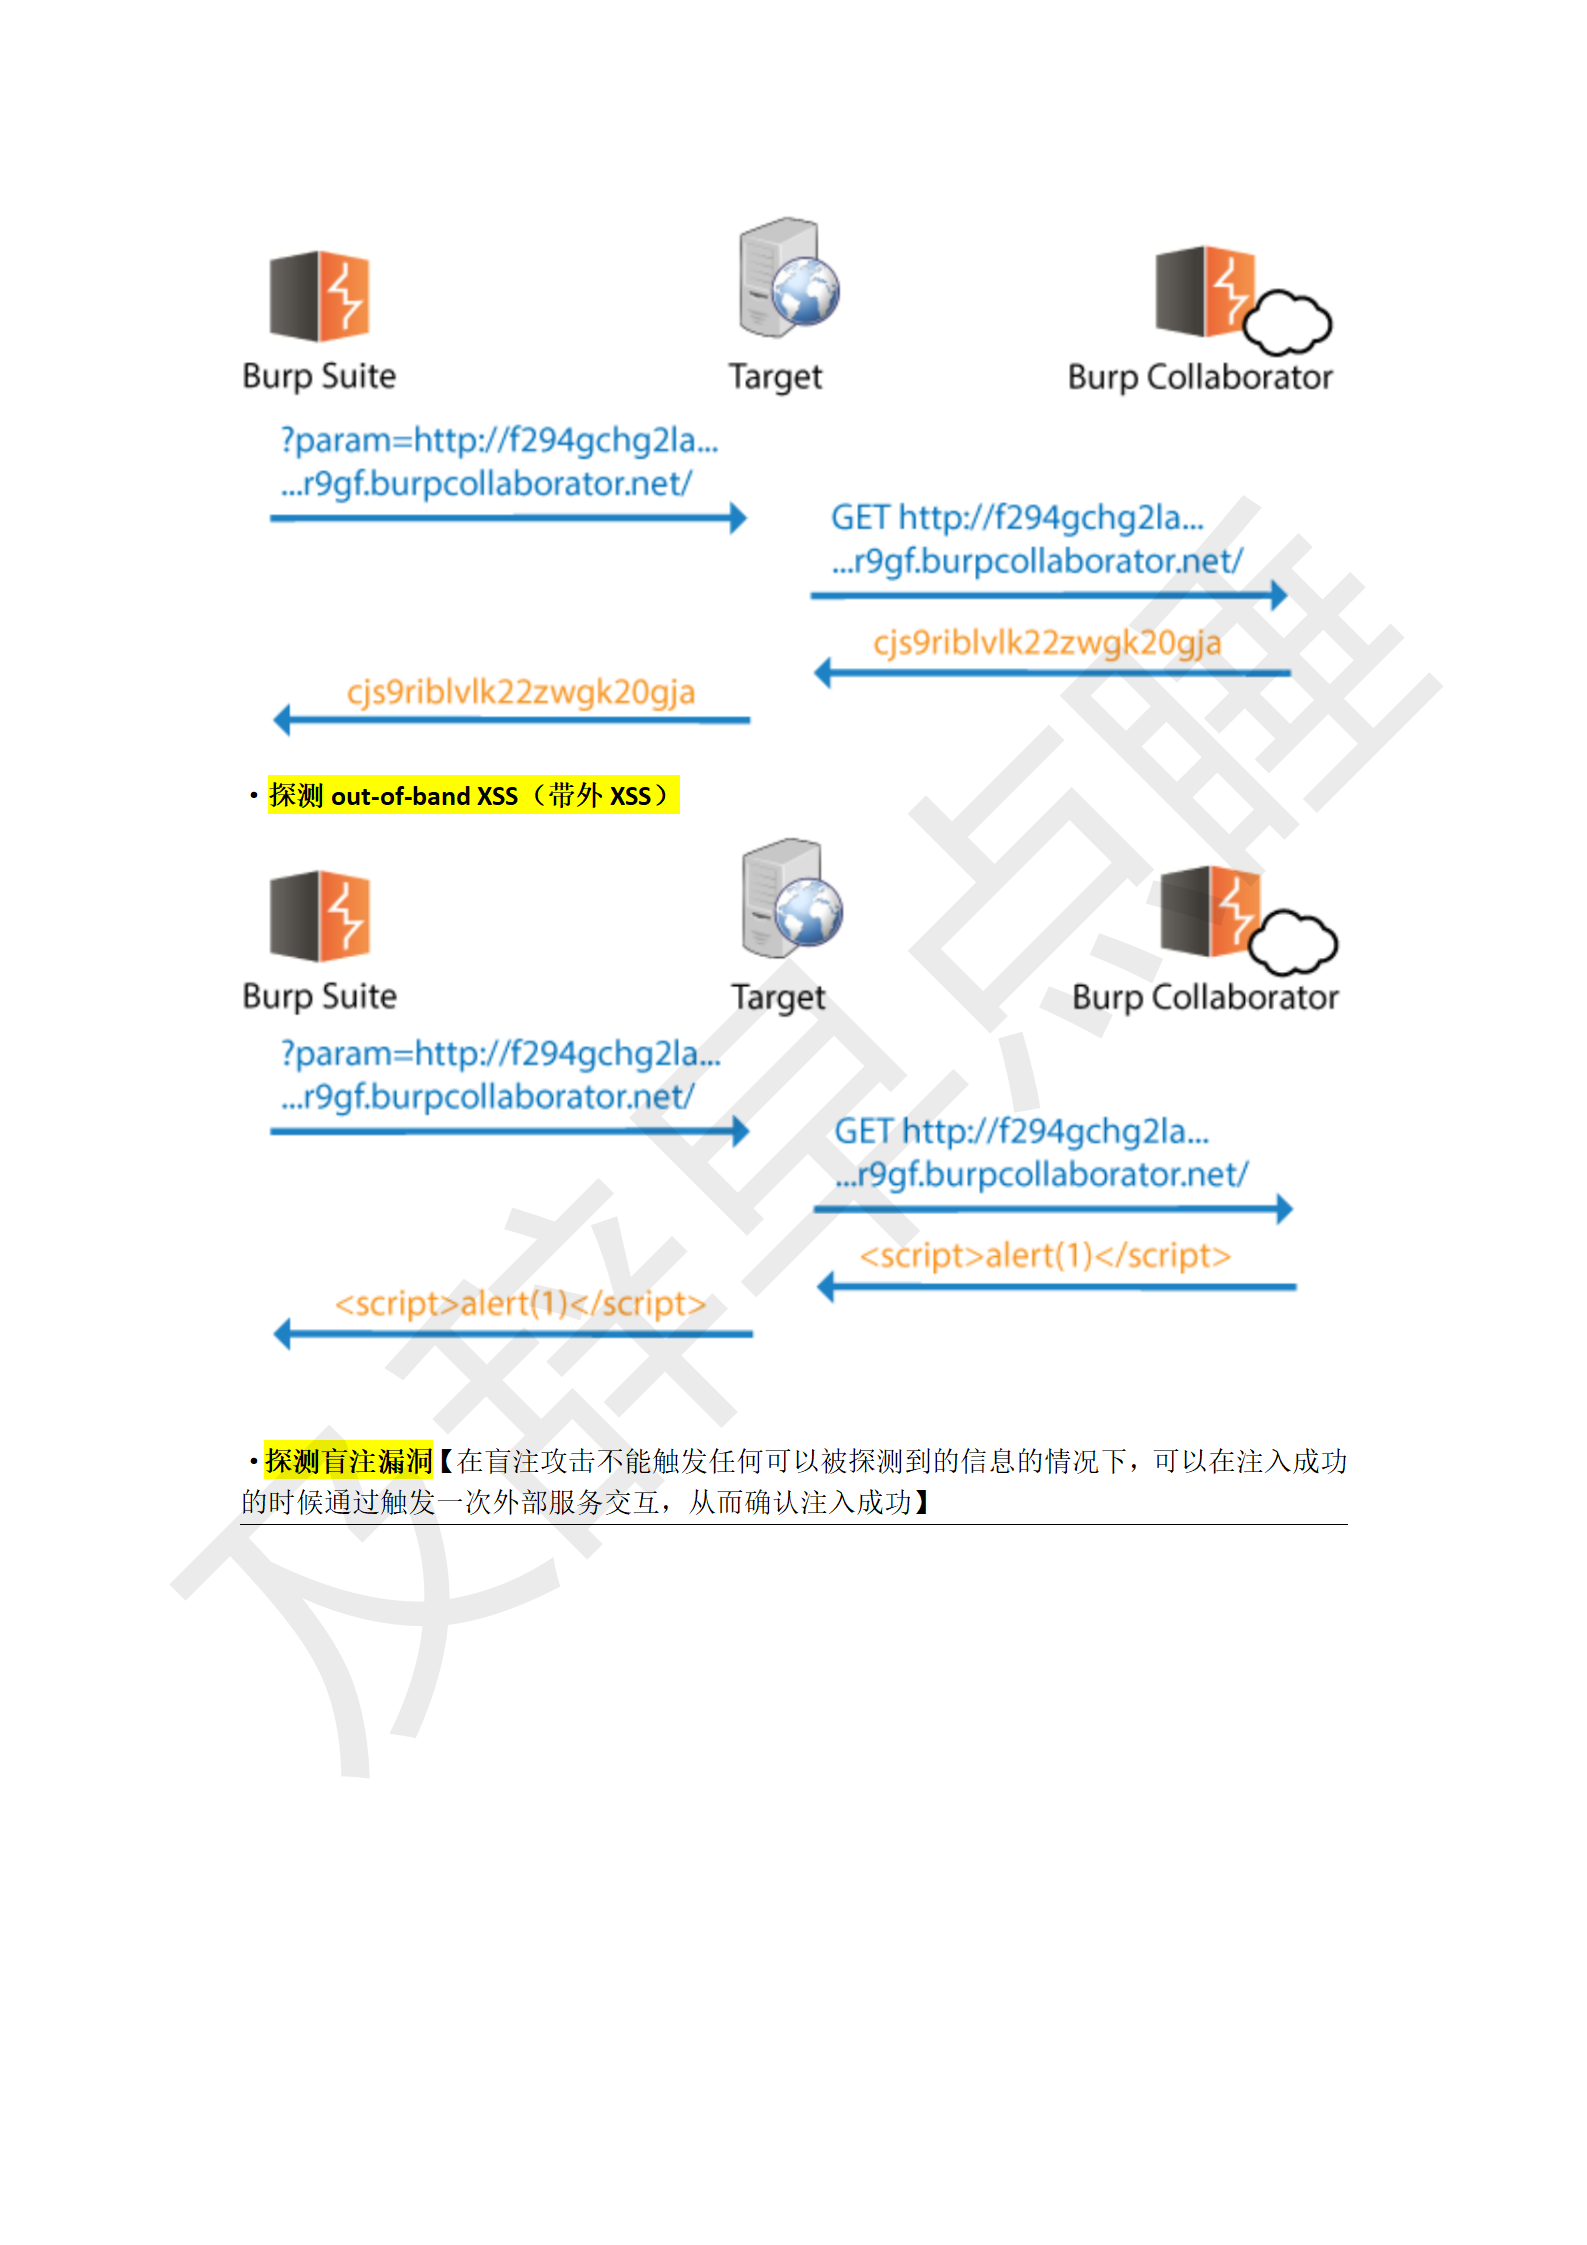 Burp Suite
Target
Burp Collaborator
?param=http://f294gchg2la...
...r9gf.burpcollaborator.net/
GET http://f294gchg2la...
...r9gf.burpcollaborator.net/
cjs9riblvlk22zwgk20gja
cjs9riblvlk22zwgk20gja
·探测 out-of-band XSS（带外 XSS）
Burp Suite
Target
Burp Collaborator
?param=http://f294gchg2la...
...r9gf.burpcollaborator.net/
GET http://f294gchg2la...
...r9gf.burpcollaborator.net/
<script>alert(1)</script>
<script>alert(1)</script>
·探测盲注漏洞【在盲注攻击不能触发任何可以被探测到的信息的情况下，可以在注入成功
的时候通过触发一次外部服务交互，从而确认注入成功】
及辞早点睡